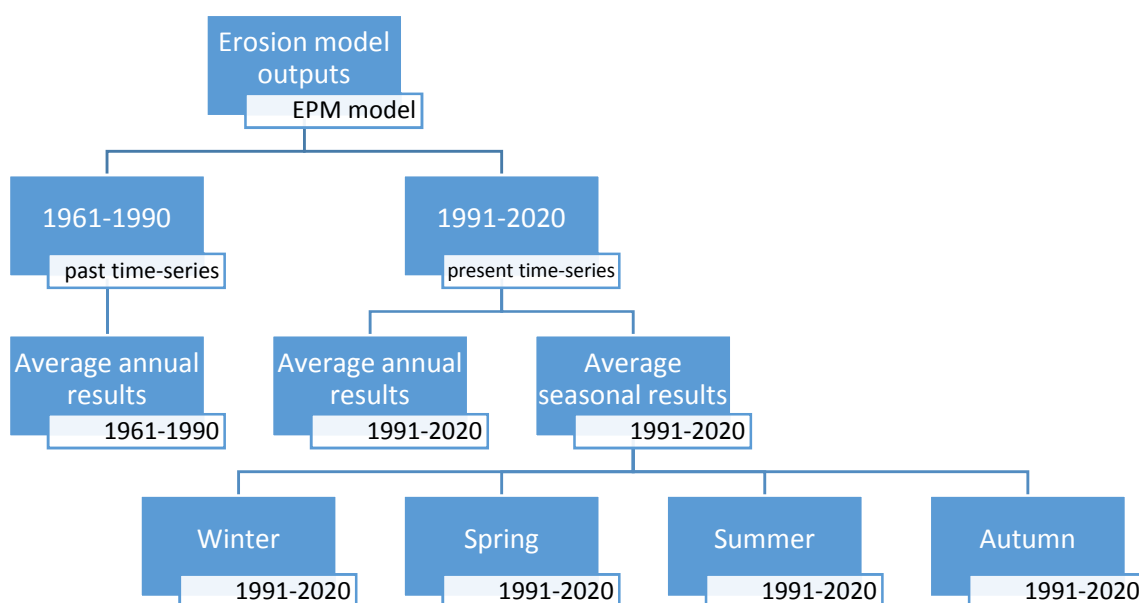 Erosion model
outputs
EPM model
1961-1990
past time-series
1991-2020
present time-series
Average annual
results
1961-1990
Average annual
results
1991-2020
Average
seasonal results
1991-2020
Winter
1991-2020
Spring
1991-2020
Summer
1991-2020
Autumn
1991-2020